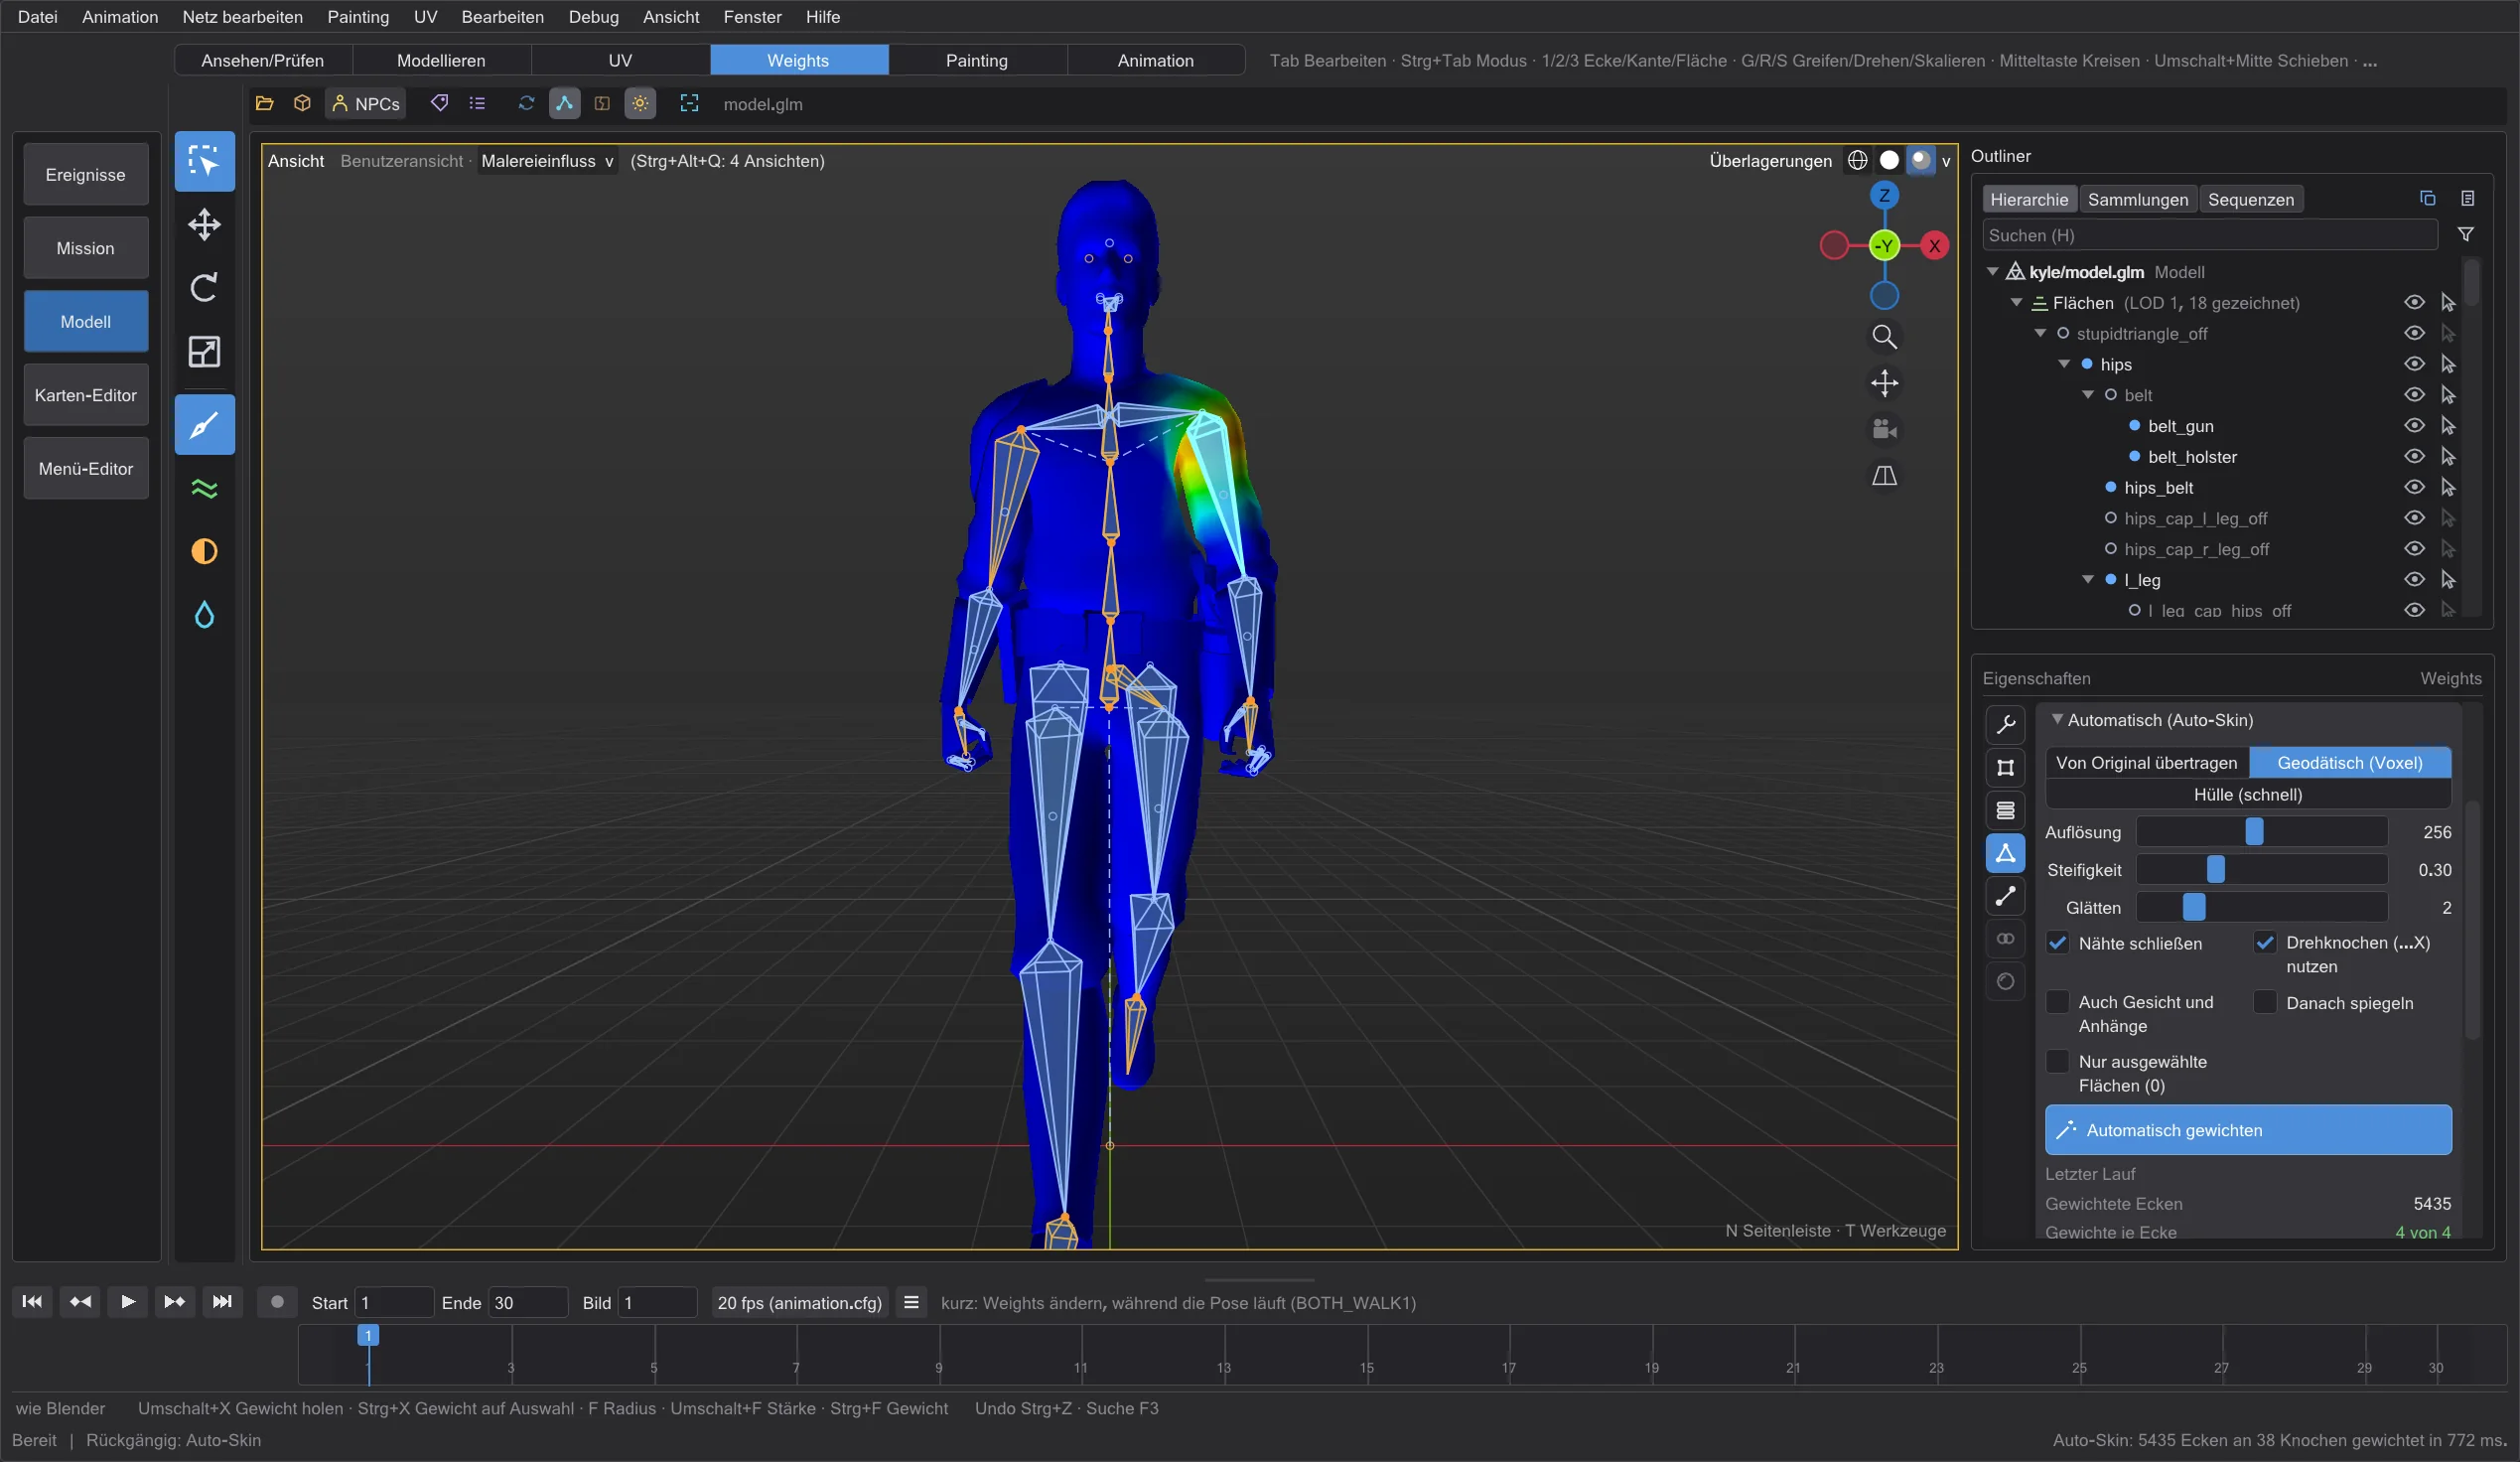 Datei Animation Netz bearbeiten Painting UV Bearbeiten Debug Ansicht Fenster Hilfe
Ansehen/Prüfen Modellieren UV Weights Painting Animation Tab Bearbeiten · Strg+Tab Modus · 1/2/3 Ecke/Kante/Fläche · G/R/S Greifen/Drehen/Skalieren · Mitteltaste Kreisen · Umschalt+Mitte Schieben · ...
NPCs model.glm
Ereignisse
Mission
Modell
Karten-Editor
Menü-Editor
Ansicht Benutzeransicht · Malereieinfluss v (Strg+Alt+Q: 4 Ansichten) Überlagerungen v
Z
-Y X
N Seitenleiste · T Werkzeuge
Outliner
Hierarchie Sammlungen Sequenzen
Suchen (H)
kyle/model.glm Modell
Flächen (LOD 1, 18 gezeichnet)
stupidtriangle_off
hips
belt
belt_gun
belt_holster
hips_belt
hips_cap_l_leg_off
hips_cap_r_leg_off
l_leg
l_leg_cap_hips_off
Eigenschaften Weights
Automatisch (Auto-Skin)
Von Original übertragen Geodätisch (Voxel)
Hülle (schnell)
Auflösung 256
Steifigkeit 0.30
Glätten 2
Nähte schließen Drehknochen (...X) nutzen
Auch Gesicht und Anhänge Danach spiegeln
Nur ausgewählte Flächen (0)
Automatisch gewichten
Letzter Lauf
Gewichtete Ecken 5435
Gewichte je Ecke 4 von 4
Start 1 Ende 30 Bild 1 20 fps (animation.cfg) kurz: Weights ändern, während die Pose läuft (BOTH_WALK1)
1
1 3 5 7 9 11 13 15 17 19 21 23 25 27 29 30
wie Blender Umschalt+X Gewicht holen · Strg+X Gewicht auf Auswahl · F Radius · Umschalt+F Stärke · Strg+F Gewicht Undo Strg+Z · Suche F3
Bereit | Rückgängig: Auto-Skin Auto-Skin: 5435 Ecken an 38 Knochen gewichtet in 772 ms.